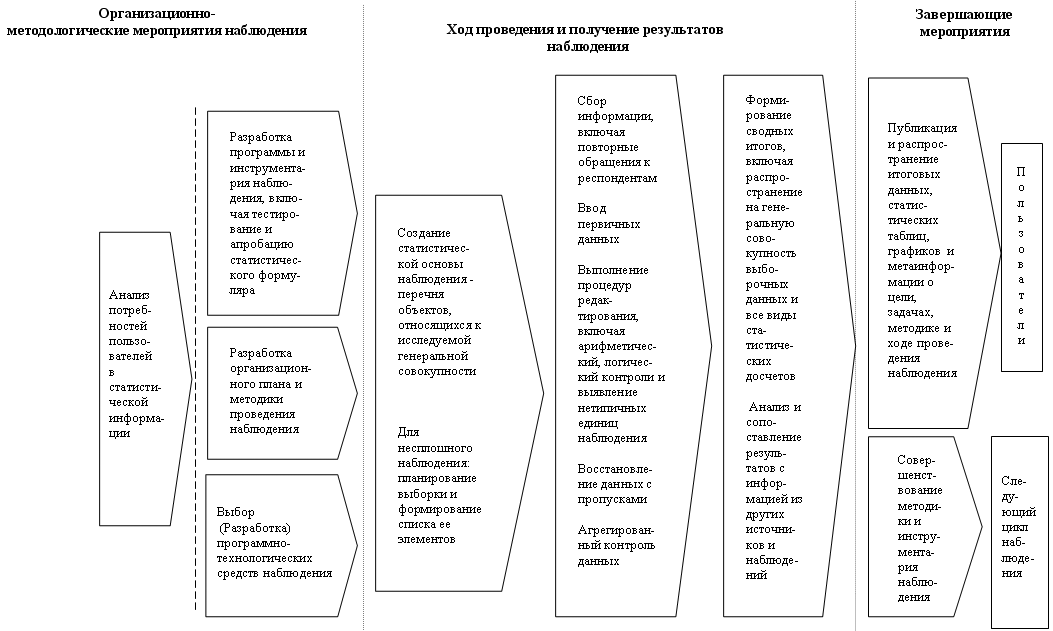 Организационно-
методологические мероприятия наблюдения
Ход проведения и получение результатов
наблюдения
Завершающие
мероприятия
Анализ
потреб-
ностей
пользо-
вателей
в
статисти-
ческой
информа-
ции
Разработка
программы и
инструмента-
рия наблю-
дения, вклю-
чая тестиро-
вание и
апробацию
статистичес-
кого форму-
ляра
Разработка
организацион-
ного плана и
методики
проведения
наблюдения
Выбор
(Разработка)
программно-
технологических
средств наблюдения
Создание
статистичес-
кой основы
наблюдения -
перечня
объектов,
относящихся к
исследуемой
генеральной
совокупности
Для
несплошного
наблюдения:
планирование
выборки и
формирование
списка ее
элементов
Сбор
информации,
включая
повторные
обращения к
респондентам
Ввод
первичных
данных
Выполнение
процедур
редак-
тирования,
включая
арифметичес-
кий, логичес-
кий контроли и
выявление
нетипичных
единиц
наблюдения
Восстановле-
ние данных с
пропусками
Агрегирован-
ный контроль
данных
Форми-
рование
сводных
итогов,
включая
распро-
странение
на гене-
ральную
сово-
купность
выбо-
рочных
данных и
все виды
ста-
тистиче-
ских
досчетов
Анализ и
сопо-
ставление
резуль-
татов с
инфор-
мацией из
других
источни-
ков и
наблюде-
ний
Публикация
и распрос-
транение
итоговых
данных,
статис-
тических
таблиц,
графиков и
метаинфор-
мации о
цели,
задачах,
методике и
ходе прове-
дения
наблюдения
П
о
л
ь
з
о
в
а
т
е
л
и
Совер-
шенст-
вование
методи-
ки и
инстру-
мента-
рия
наблю-
дения
Сле-
ду-
ющий
цикл
наб-
люде-
ния